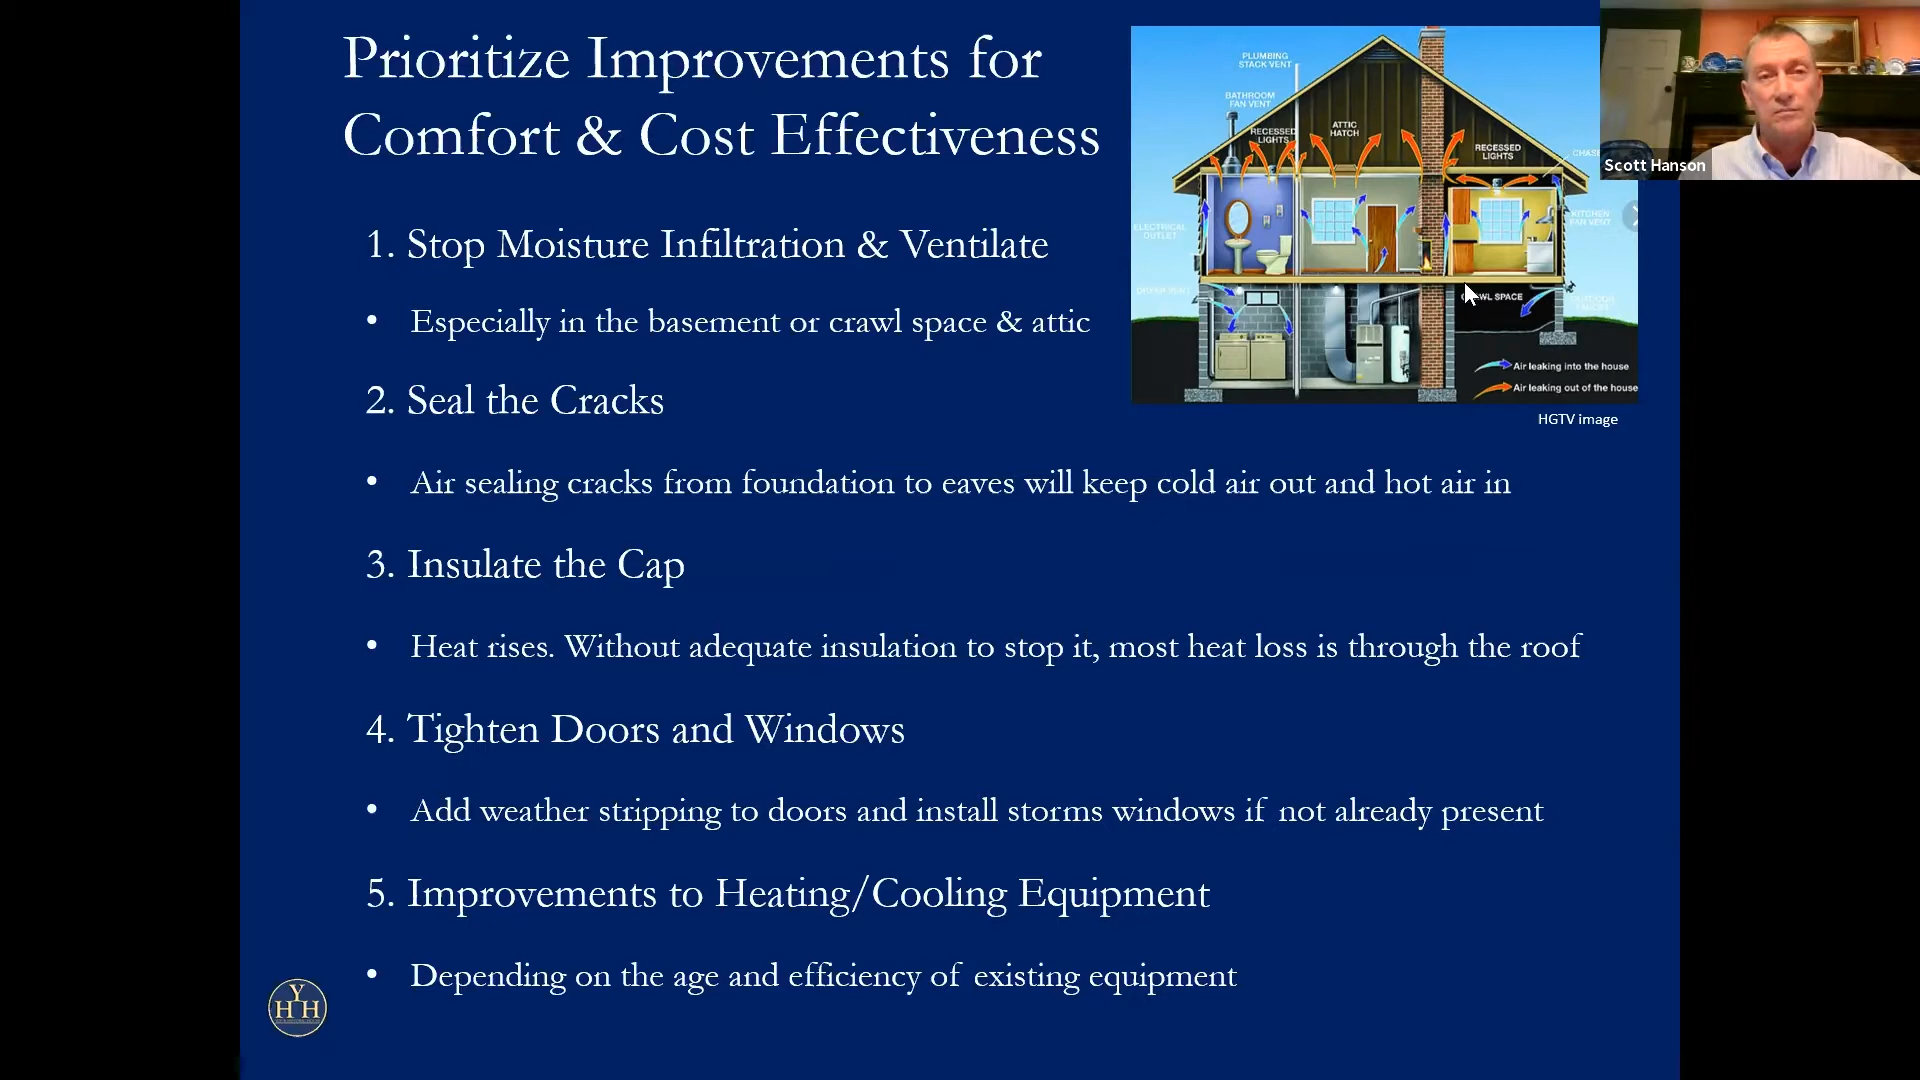 Prioritize Improvements for
Comfort & Cost Effectiveness
PLUMBING
STACK VENT
BATHROOM
FAN VENT
RECESSED
LIGHTS
ATTIC
HATCH
RECESSED
LIGHTS
CHASE
Scott Hanson
ELECTRICAL
OUTLET
KITCHEN
FAN VENT
DRYER VENT
CRAWL SPACE
OUTDOOR
FAUCET
Air leaking into the house
Air leaking out of the house
HGTV image
1. Stop Moisture Infiltration & Ventilate
• Especially in the basement or crawl space & attic
2. Seal the Cracks
• Air sealing cracks from foundation to eaves will keep cold air out and hot air in
3. Insulate the Cap
• Heat rises. Without adequate insulation to stop it, most heat loss is through the roof
4. Tighten Doors and Windows
• Add weather stripping to doors and install storms windows if not already present
5. Improvements to Heating/Cooling Equipment
• Depending on the age and efficiency of existing equipment
Y
H H